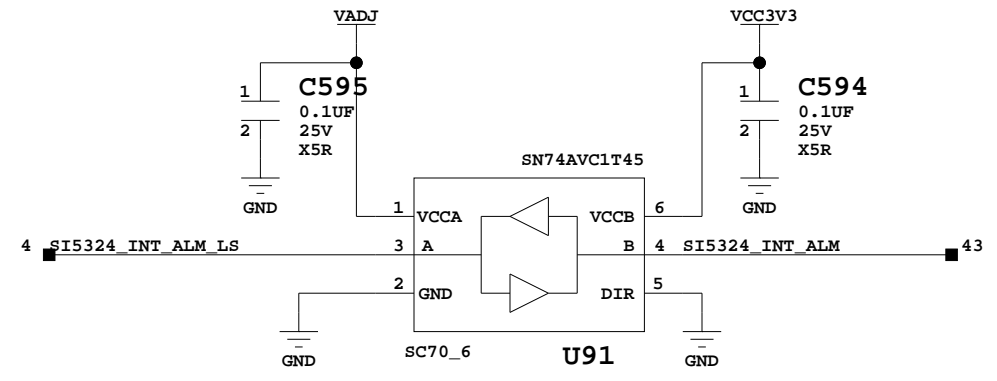 VADJ
VCC3V3
1
C595
0.1UF
2
25V
X5R
GND
1
C594
0.1UF
2
25V
X5R
GND
SN74AVC1T45
1
VCCA
VCCB
6
4
SI5324_INT_ALM_LS
3
A
B
4
SI5324_INT_ALM
43
2
GND
DIR
5
GND
SC70_6
U91
GND